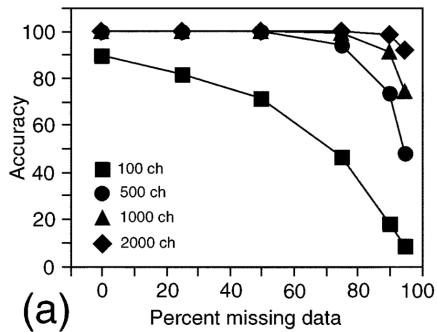 100
80
60
40
20
0
Accuracy
100 ch
500 ch
1000 ch
2000 ch
0 20 40 60 80 100
Percent missing data
(a)